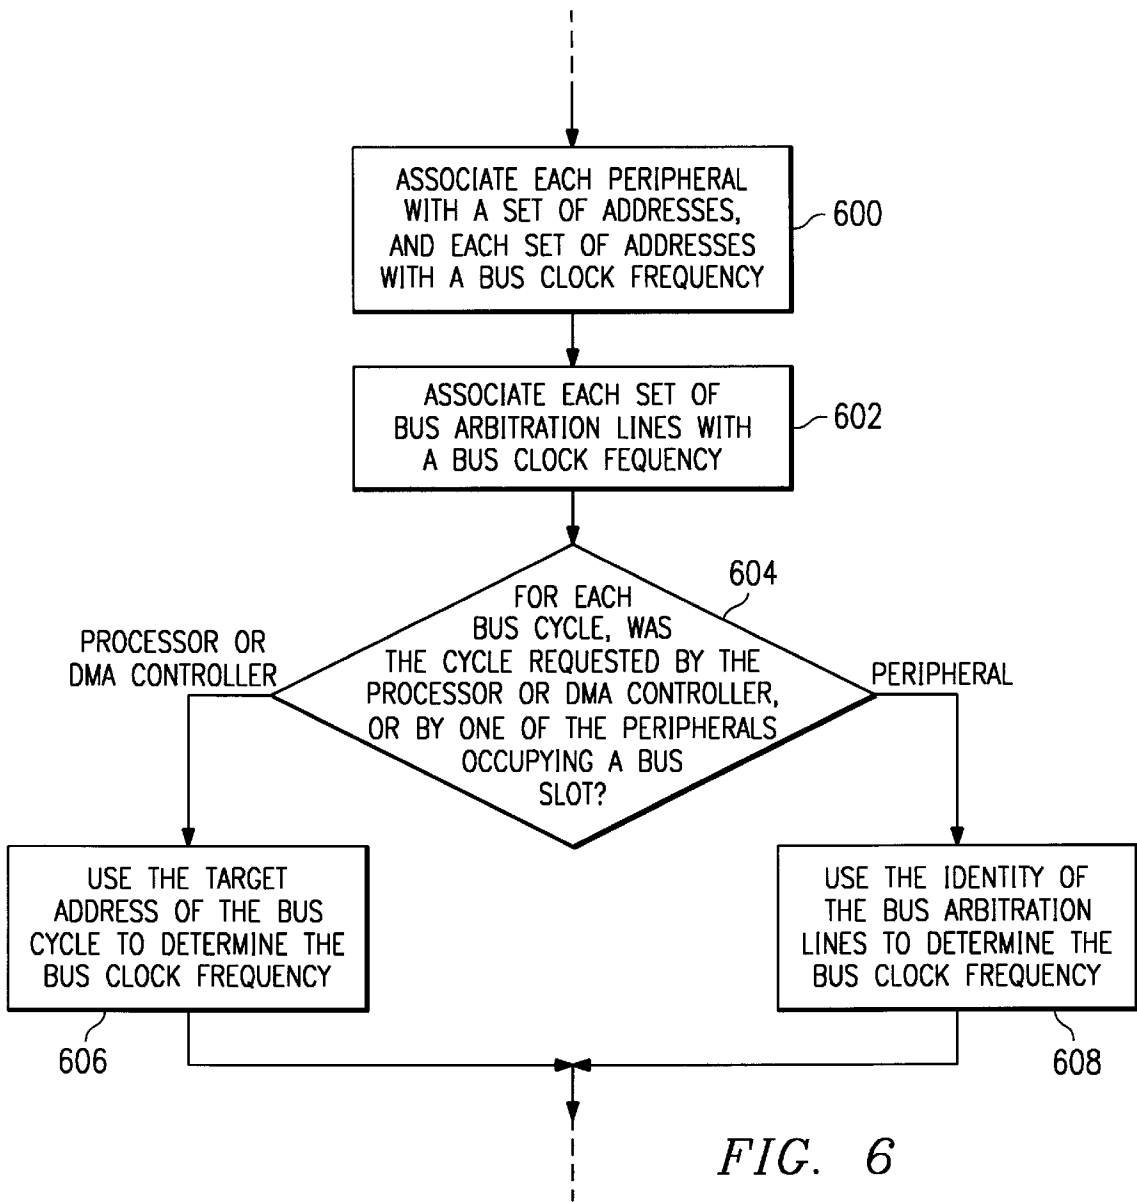 ASSOCIATE EACH PERIPHERAL
WITH A SET OF ADDRESSES,
AND EACH SET OF ADDRESSES
WITH A BUS CLOCK FREQUENCY
600
ASSOCIATE EACH SET OF
BUS ARBITRATION LINES WITH
A BUS CLOCK FEQUENCY
602
604
FOR EACH
BUS CYCLE, WAS
THE CYCLE REQUESTED BY THE
PROCESSOR OR DMA CONTROLLER,
OR BY ONE OF THE PERIPHERALS
OCCUPYING A BUS
SLOT?
PROCESSOR OR
DMA CONTROLLER
PERIPHERAL
USE THE TARGET
ADDRESS OF THE BUS
CYCLE TO DETERMINE THE
BUS CLOCK FREQUENCY
606
USE THE IDENTITY OF
THE BUS ARBITRATION
LINES TO DETERMINE THE
BUS CLOCK FREQUENCY
608
FIG. 6